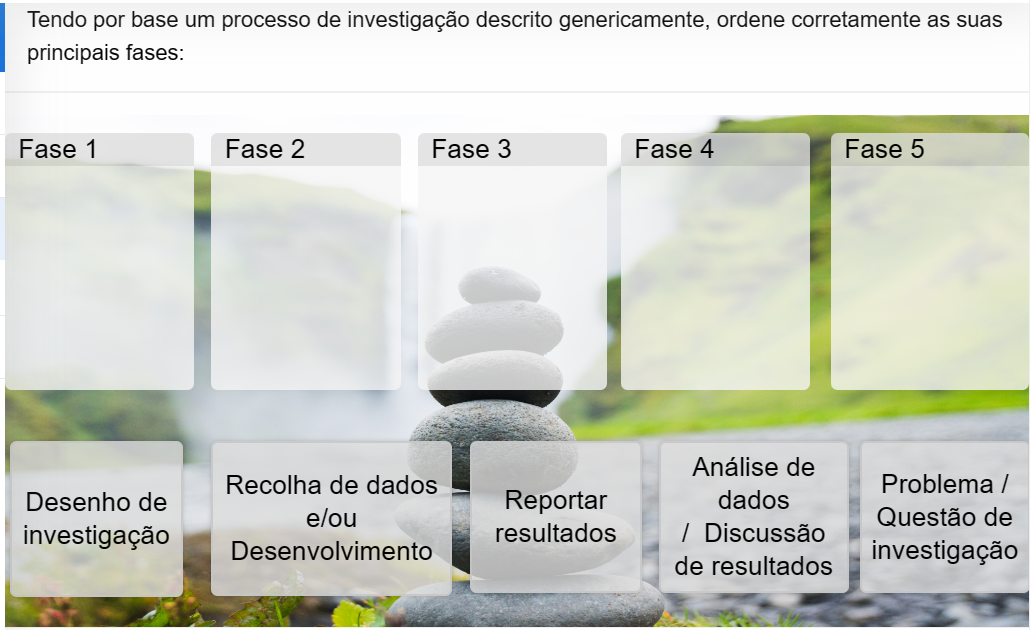 Tendo por base um processo de investigação descrito genericamente, ordene corretamente as suas
principais fases:
Fase 1
Fase 2
Fase 3
Fase 4
Fase 5
Desenho de
investigação
Recolha de dados
e/ou
Desenvolvimento
Reportar
resultados
Análise de
dados
/ Discussão
de resultados
Problema /
Questão de
investigação